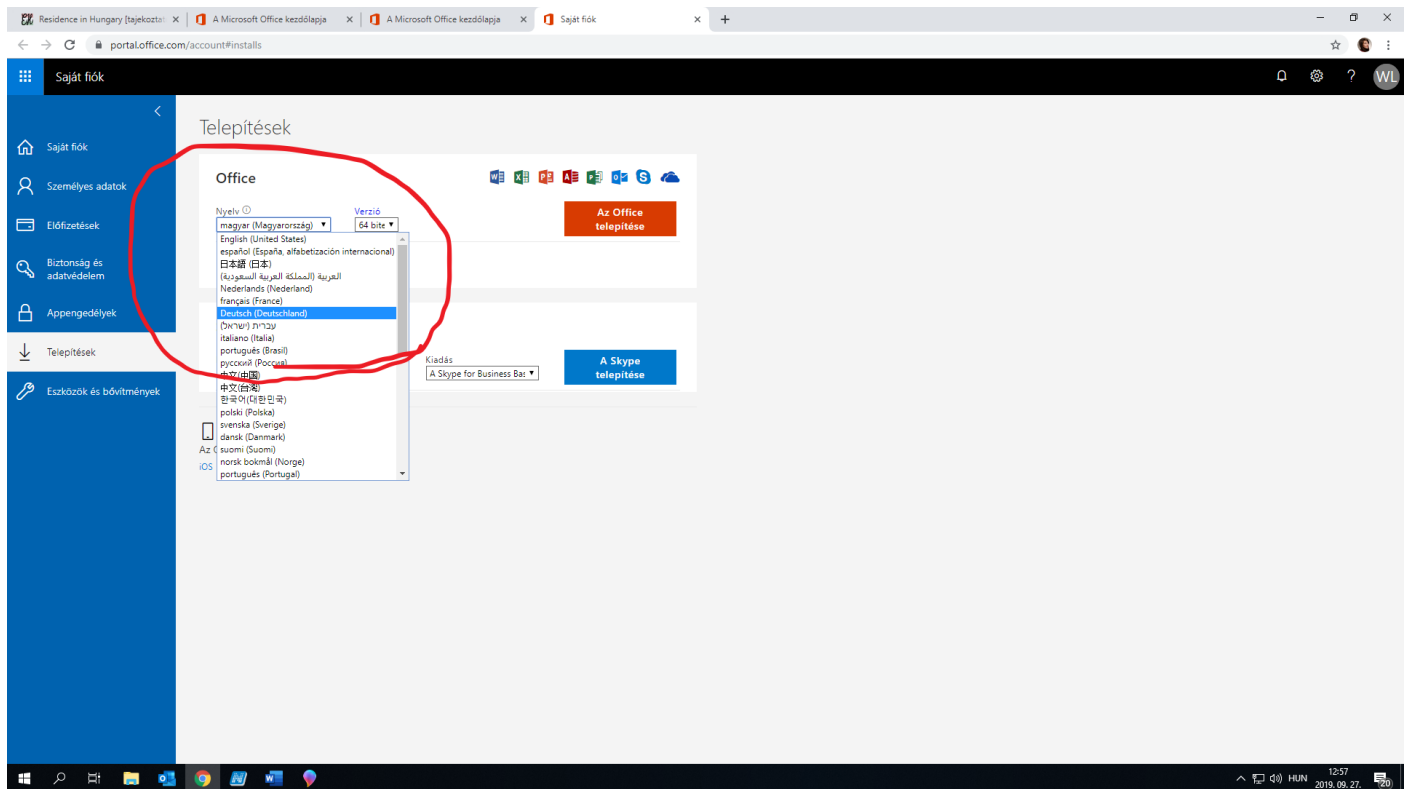 Residence in Hungary [tajekoztat
A Microsoft Office kezdőlapja
A Microsoft Office kezdőlapja
Saját fiók
portal.office.com/account#installs
Saját fiók
WL
Telepítések
Saját fiók
Személyes adatok
Előfizetések
Biztonság és
adatvédelem
Appengedélyek
Telepítések
Eszközök és bővítmények
Office
Nyelv
Verzió
magyar (Magyarország)
64 bite
Az Office
telepítése
English (United States)
español (España, alfabetización internacional)
日本語 (日本)
العربية (المملكة العربية السعودية)
Nederlands (Nederland)
français (France)
Deutsch (Deutschland)
עברית (ישראל)
italiano (Italia)
português (Brasil)
русский (Россия)
中文(中国)
中文(台灣)
한국어(대한민국)
polski (Polska)
svenska (Sverige)
dansk (Danmark)
suomi (Suomi)
norsk bokmål (Norge)
português (Portugal)
Kiadás
A Skype for Business Bas
A Skype
telepítése
Az
iOS
HUN
12:57
2019. 09. 27.
20